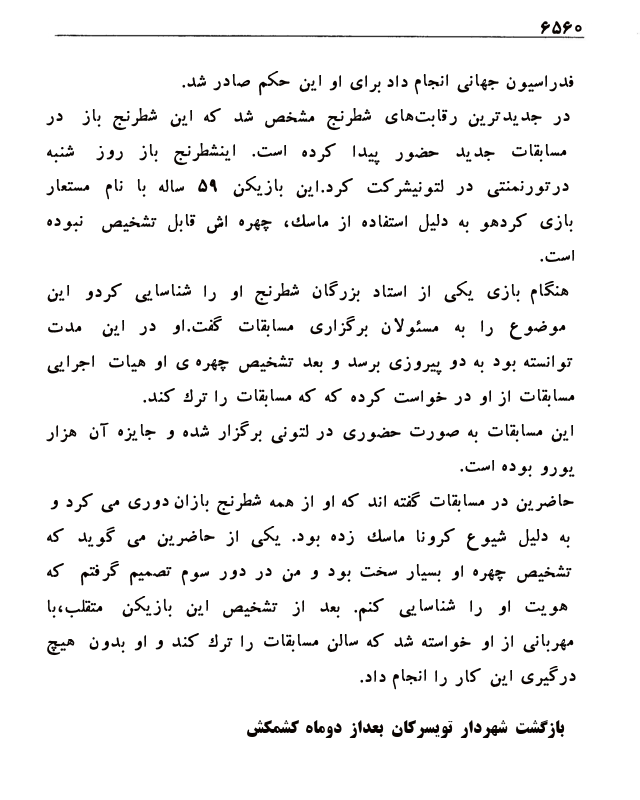 ۶۵۶۰
فدراسیون جهانی انجام داد برای او این حکم صادر شد.
در جدیدترین رقابت‌های شطرنج مشخص شد که این شطرنج باز در
مسابقات جدید حضور پیدا کرده است. اینشطرنج باز روز شنبه
درتورنمنتی در لتونیشرکت کرد.این بازیکن ۵۹ ساله با نام مستعار
بازی کردهو به دلیل استفاده از ماسك، چهره اش قابل تشخیص نبوده
است.
هنگام بازی یکی از استاد بزرگان شطرنج او را شناسایی کردو این
موضوع را به مسئولان برگزاری مسابقات گفت.او در این مدت
توانسته بود به دو پیروزی برسد و بعد تشخیص چهره ی او هیات اجرایی
مسابقات از او در خواست کرده که که مسابقات را ترك کند.
این مسابقات به صورت حضوری در لتونی برگزار شده و جایزه آن هزار
یورو بوده است.
حاضرین در مسابقات گفته اند که او از همه شطرنج بازان دوری می کرد و
به دلیل شیوع کرونا ماسك زده بود. یکی از حاضرین می گوید که
تشخیص چهره او بسیار سخت بود و من در دور سوم تصمیم گرفتم که
هویت او را شناسایی کنم. بعد از تشخیص این بازیکن متقلب،با
مهربانی از او خواسته شد که سالن مسابقات را ترك کند و او بدون هیچ
درگیری این کار را انجام داد.
بازگشت شهردار تویسرکان بعداز دوماه کشمکش